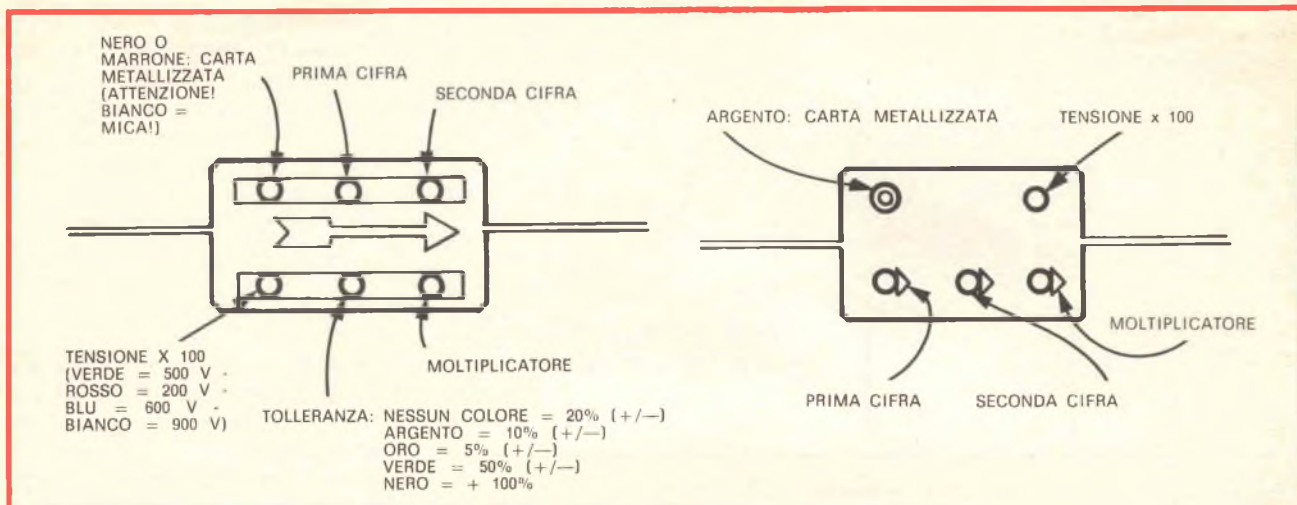 NERO O
MARRONE: CARTA
METALLIZZATA
(ATTENZIONE!
BIANCO =
MICA!)
PRIMA CIFRA
SECONDA CIFRA
TENSIONE X 100
(VERDE = 500 V -
ROSSO = 200 V -
BLU = 600 V -
BIANCO = 900 V)
MOLTIPLICATORE
TOLLERANZA: NESSUN COLORE = 20% (+/—)
ARGENTO = 10% (+/—)
ORO = 5% (+/—)
VERDE = 50% (+/—)
NERO = + 100%
ARGENTO: CARTA METALLIZZATA
TENSIONE x 100
MOLTIPLICATORE
PRIMA CIFRA
SECONDA CIFRA